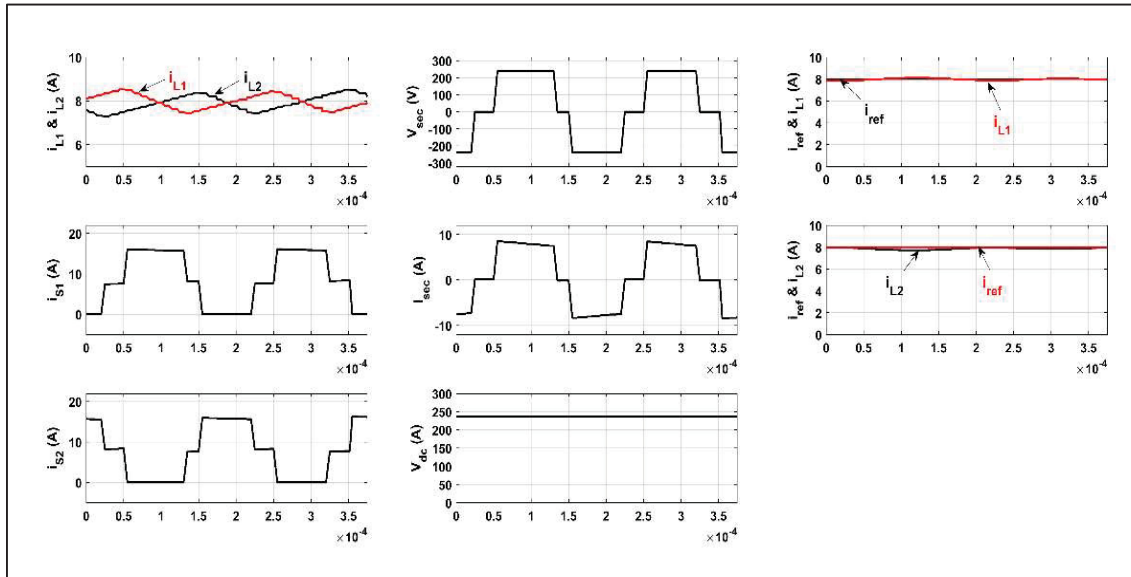 10
8
6
i_L1 & i_L2 (A)
i_L1
i_L2
0 0.5 1 1.5 2 2.5 3 3.5
×10^-4
300
200
100
0
-100
-200
-300
V_sec (V)
0 0.5 1 1.5 2 2.5 3 3.5
×10^-4
10
8
6
4
2
0
i_ref & i_L1 (A)
i_ref
i_L1
0 0.5 1 1.5 2 2.5 3 3.5
×10^-4
20
10
0
i_S1 (A)
0 0.5 1 1.5 2 2.5 3 3.5
×10^-4
10
0
-10
i_sec (A)
0 0.5 1 1.5 2 2.5 3 3.5
×10^-4
10
8
6
4
2
0
i_ref & i_L2 (A)
i_L2
i_ref
0 0.5 1 1.5 2 2.5 3 3.5
×10^-4
20
10
0
i_S2 (A)
0 0.5 1 1.5 2 2.5 3 3.5
×10^-4
300
250
200
150
100
50
0
V_dc (A)
0 0.5 1 1.5 2 2.5 3 3.5
×10^-4